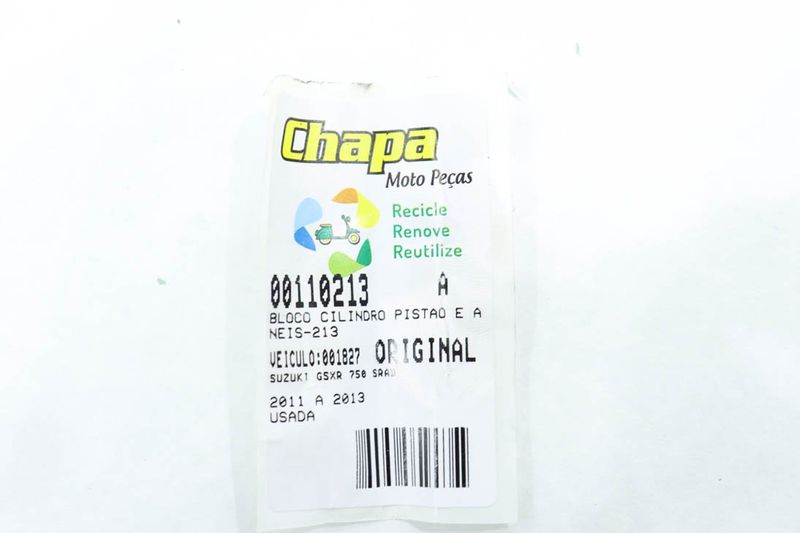 Chapa
Moto Peças
Recicle
Renove
Reutilize
00110213 Â
BLOCO CILINDRO PISTAO E A
NEIS-213
VEICULO:001827 ORIGINAL
SUZUKI GSXR 750 SRAD
2011 A 2013
USADA